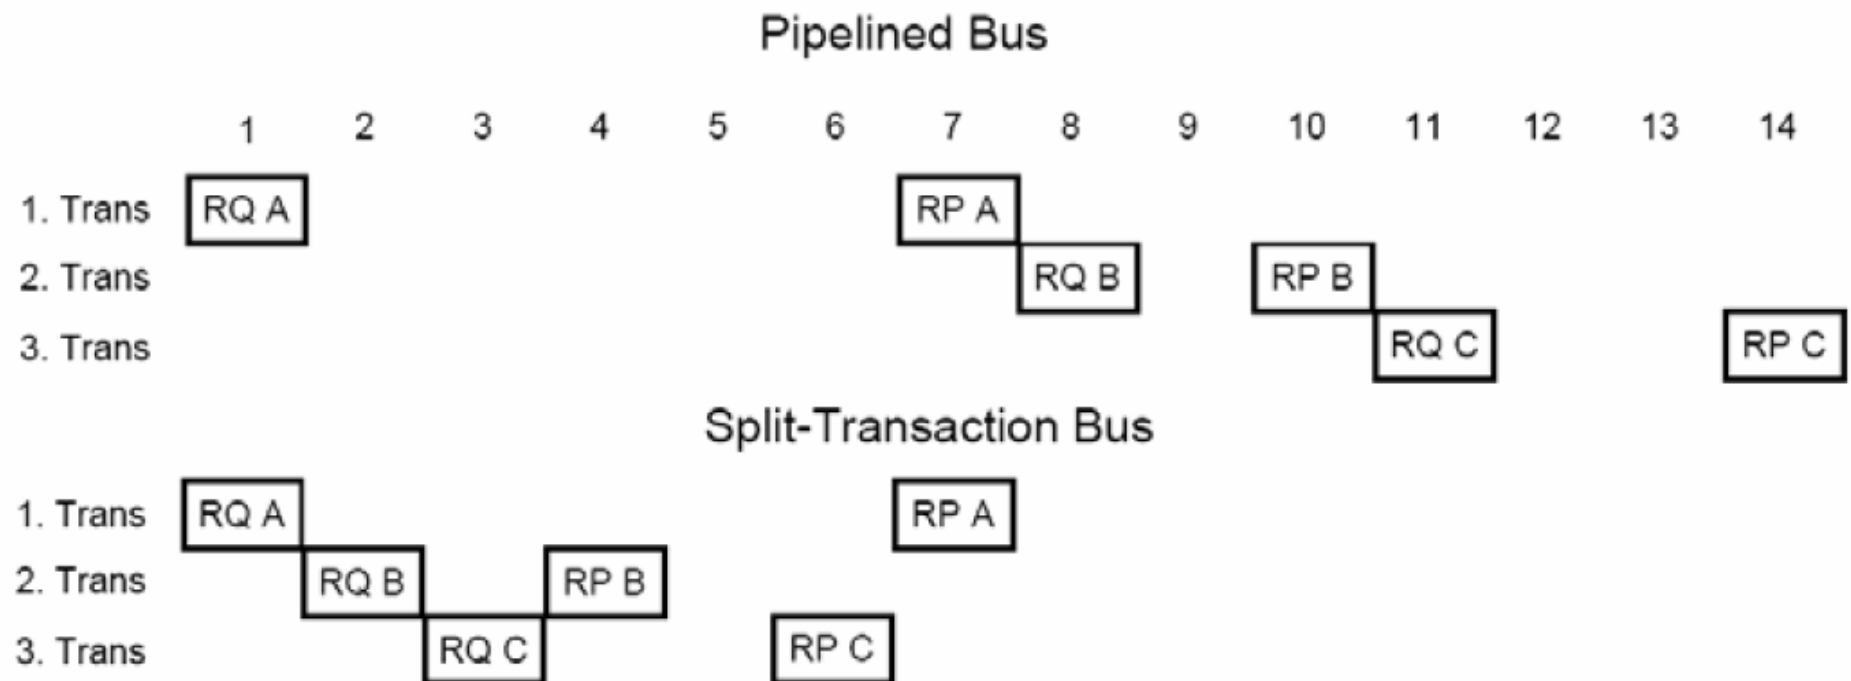 Pipelined Bus
1 2 3 4 5 6 7 8 9 10 11 12 13 14
1. Trans RQ A RP A
2. Trans RQ B RP B
3. Trans RQ C RP C
Split-Transaction Bus
1. Trans RQ A RP A
2. Trans RQ B RP B
3. Trans RQ C RP C